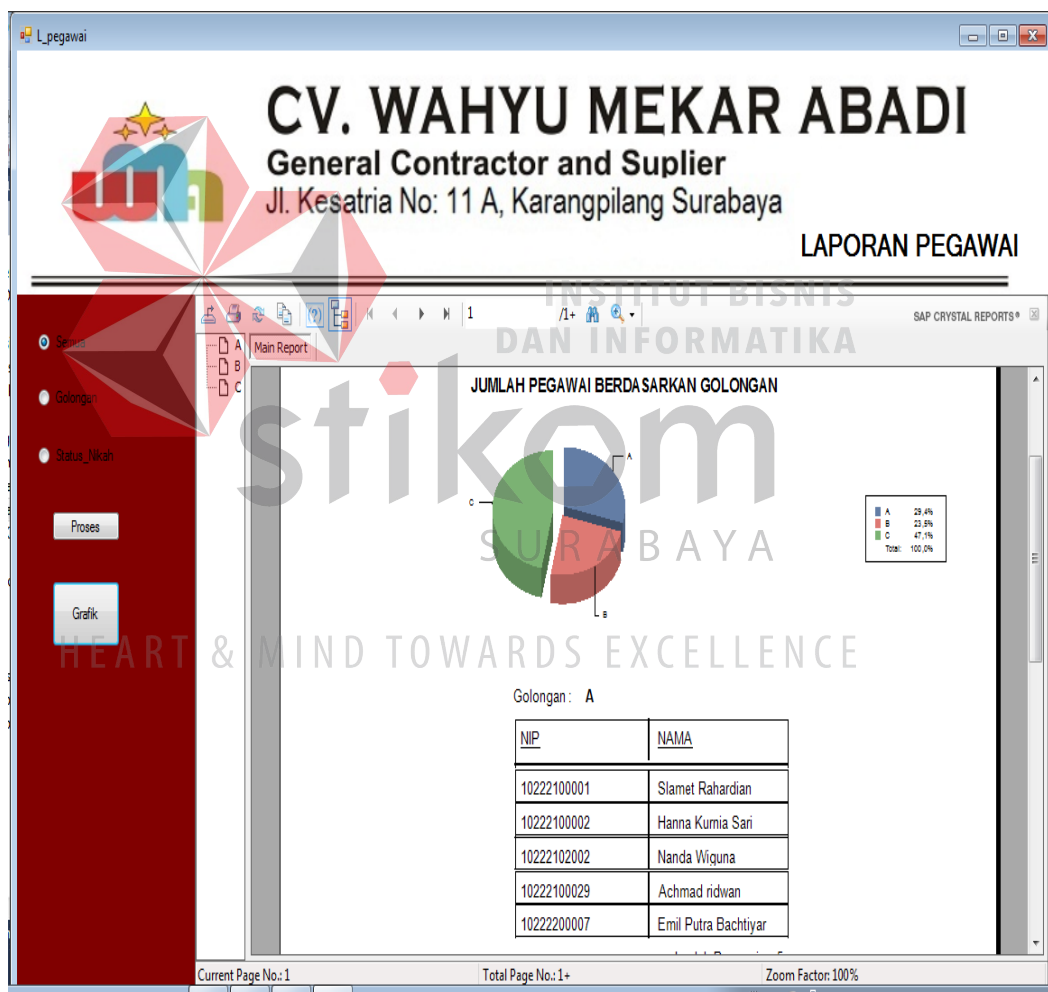 L_pegawai
CV. WAHYU MEKAR ABADI
General Contractor and Suplier
Jl. Kesatria No: 11 A, Karangpilang Surabaya
LAPORAN PEGAWAI
wma
INSTITUT BISNIS
DAN INFORMATIKA
stikom
SURABAYA
HEART & MIND TOWARDS EXCELLENCE
1 /1+
SAP CRYSTAL REPORTS®
Semua
Golongan
Status_Nikah
Proses
Grafik
A
B
C
Main Report
JUMLAH PEGAWAI BERDASARKAN GOLONGAN
A
C
B
A 29,4%
B 23,5%
C 47,1%
Total: 100,0%
Golongan : A
NIP NAMA
10222100001 Slamet Rahardian
10222100002 Hanna Kurnia Sari
10222102002 Nanda Wiguna
10222100029 Achmad ridwan
10222200007 Emil Putra Bachtiyar
Current Page No.: 1 Total Page No.: 1+ Zoom Factor: 100%